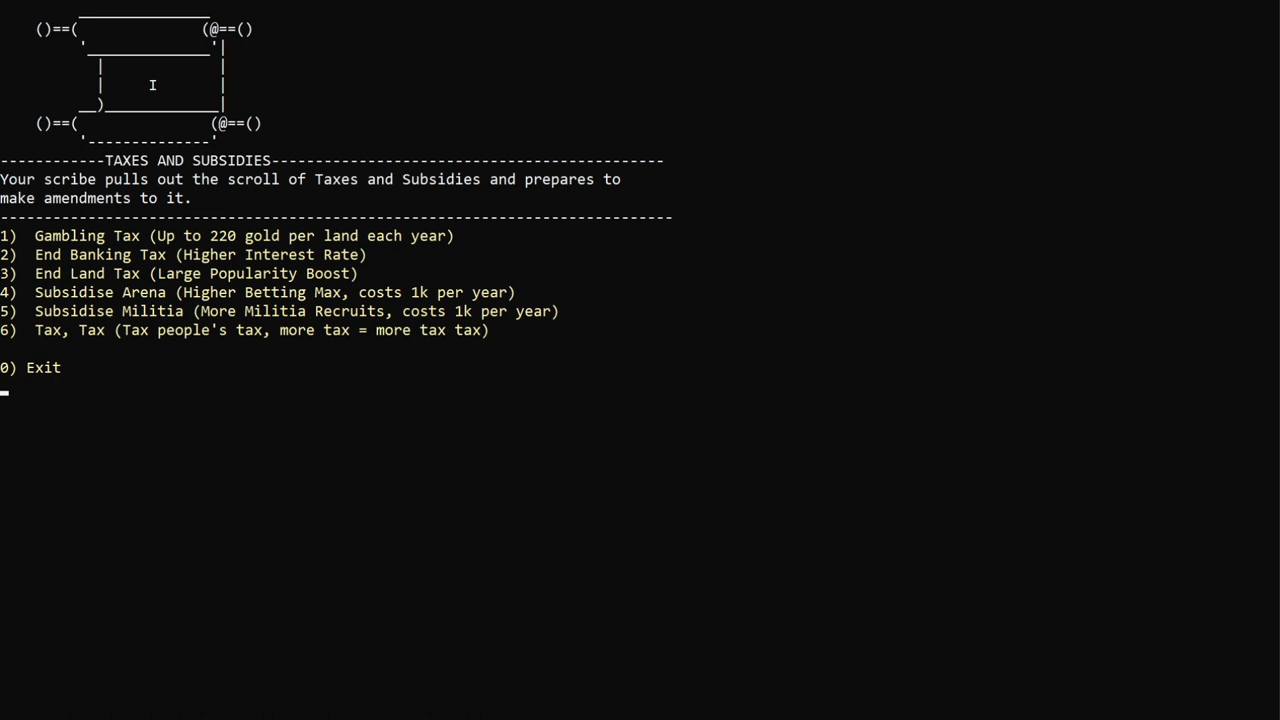 ------------TAXES AND SUBSIDIES---------------------------------------------
Your scribe pulls out the scroll of Taxes and Subsidies and prepares to
make amendments to it.
-----------------------------------------------------------------------------
1)  Gambling Tax (Up to 220 gold per land each year)
2)  End Banking Tax (Higher Interest Rate)
3)  End Land Tax (Large Popularity Boost)
4)  Subsidise Arena (Higher Betting Max, costs 1k per year)
5)  Subsidise Militia (More Militia Recruits, costs 1k per year)
6)  Tax, Tax (Tax people's tax, more tax = more tax tax)
0) Exit